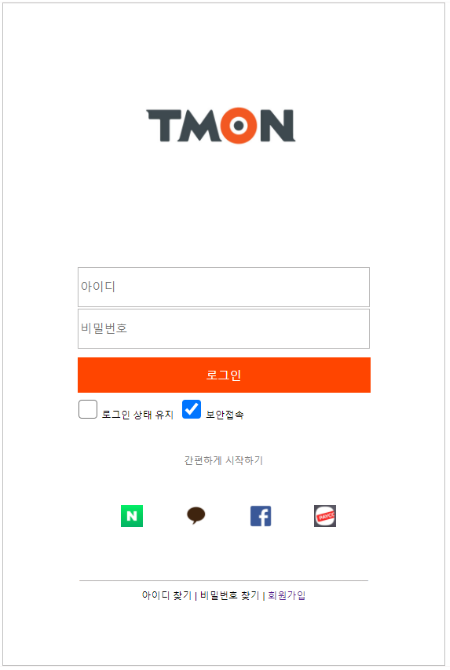 TMON
아이디
비밀번호
로그인
로그인 상태 유지 보안접속
간편하게 시작하기
N f PAYCO
아이디 찾기 | 비밀번호 찾기 | 회원가입